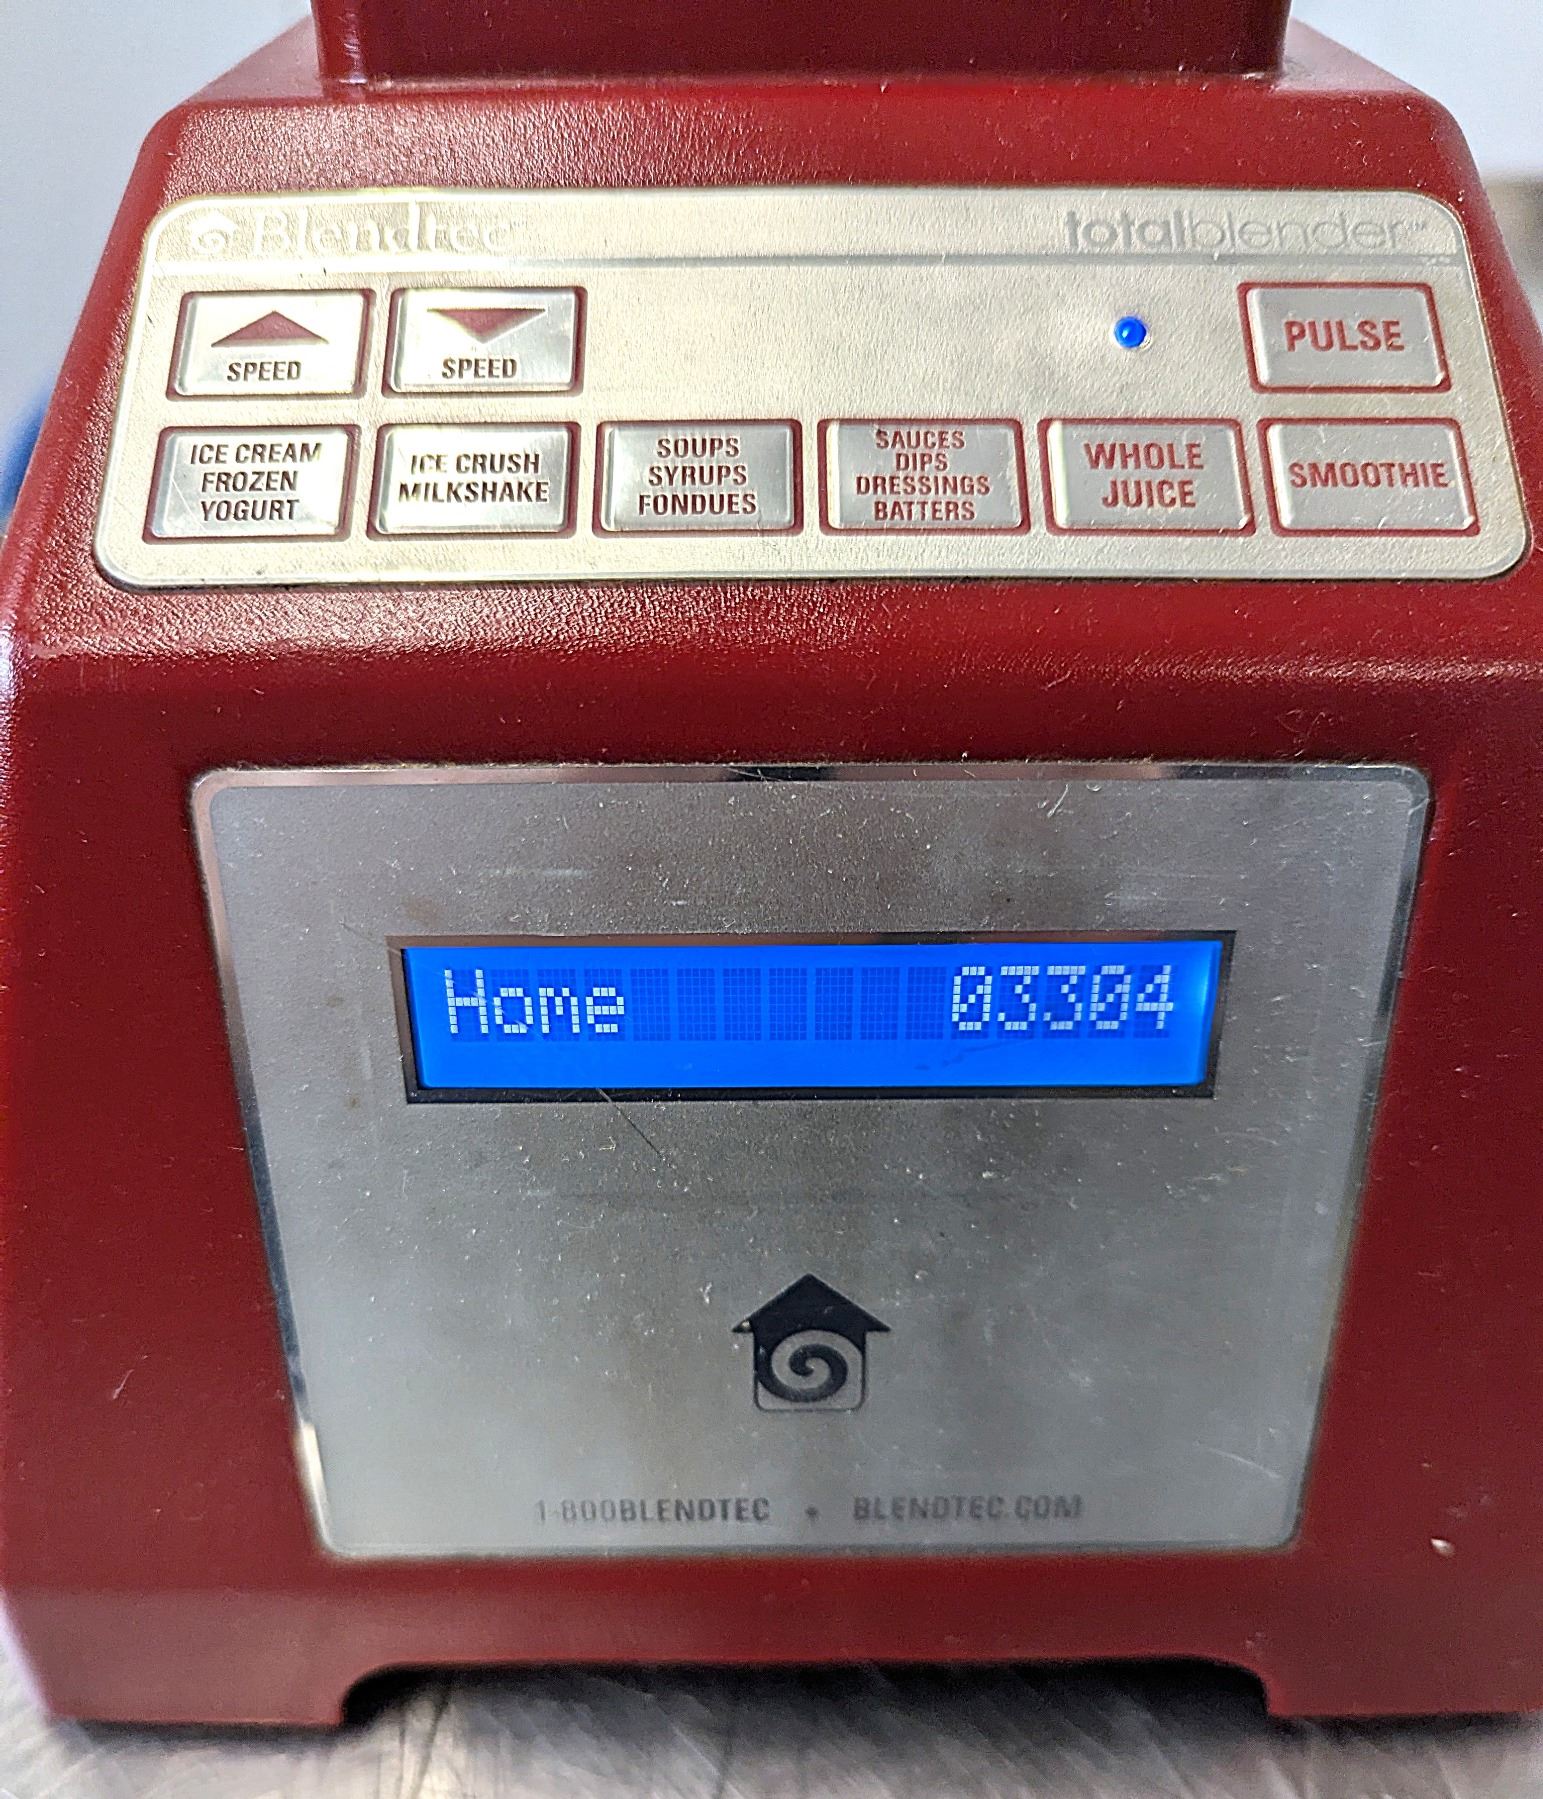 Blendtec
totalblender™
SPEED
SPEED
PULSE
ICE CREAM
FROZEN
YOGURT
ICE CRUSH
MILKSHAKE
SOUPS
SYRUPS
FONDUES
SAUCES
DIPS
DRESSINGS
BATTERS
WHOLE
JUICE
SMOOTHIE
Home 03304
1-800BLENDTEC • BLENDTEC.COM